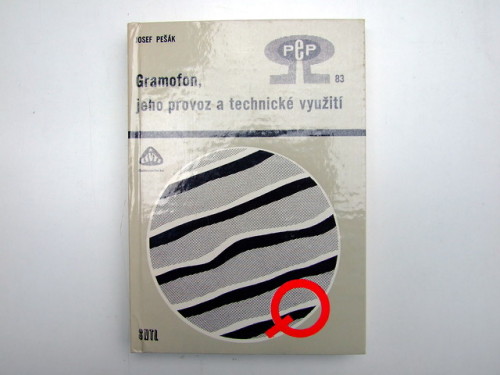 JOSEF PEŠÁK
PeP
83
Gramofon,
jeho provoz a technické využití
SNTL